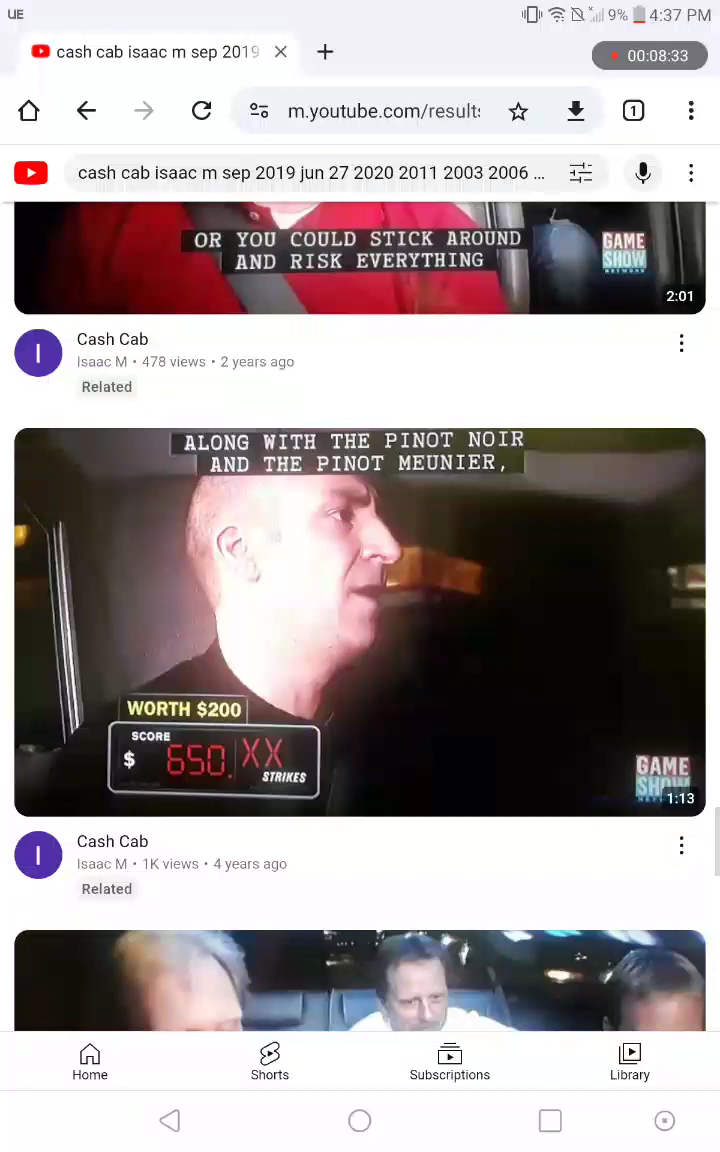 UE
9%
4:37 PM
cash cab isaac m sep 2019
00:08:33
m.youtube.com/results
1
cash cab isaac m sep 2019 jun 27 2020 2011 2003 2006 ...
OR YOU COULD STICK AROUND
AND RISK EVERYTHING
GAME
SHOW
NETWORK
2:01
I
Cash Cab
Isaac M • 478 views • 2 years ago
Related
ALONG WITH THE PINOT NOIR
AND THE PINOT MEUNIER,
WORTH $200
SCORE
$ 650. XX
STRIKES
GAME
SHOW
1:13
I
Cash Cab
Isaac M • 1K views • 4 years ago
Related
Home
Shorts
Subscriptions
Library